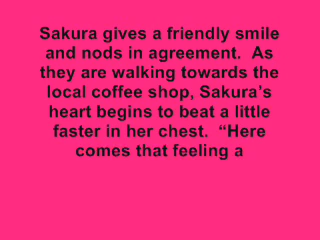 Sakura gives a friendly smile
and nods in agreement.  As
they are walking towards the
local coffee shop, Sakura’s
heart begins to beat a little
faster in her chest.  “Here
comes that feeling a